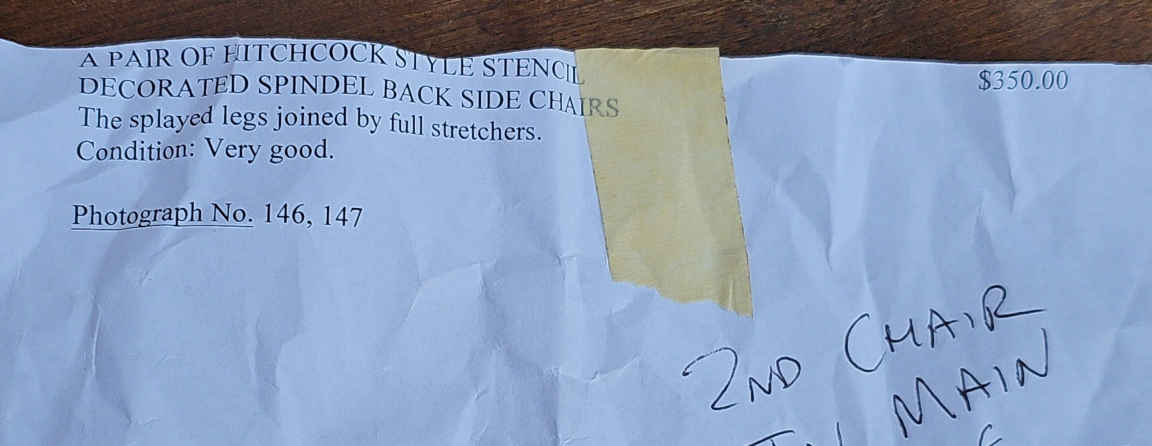 A PAIR OF HITCHCOCK STYLE STENCIL
DECORATED SPINDEL BACK SIDE CHAIRS
The splayed legs joined by full stretchers.
Condition: Very good.
$350.00
Photograph No. 146, 147
2ND CHAIR
MAIN